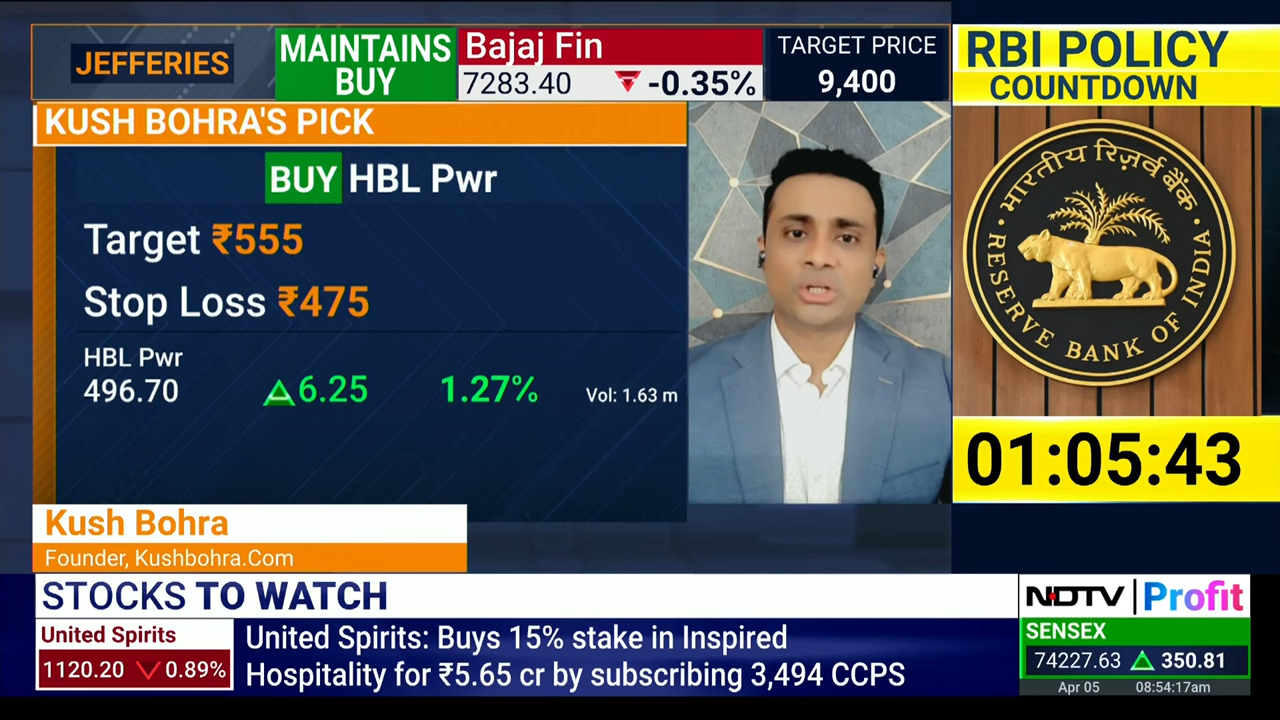 JEFFERIES
MAINTAINS
BUY
Bajaj Fin
7283.40 ▼ -0.35%
TARGET PRICE
9,400
RBI POLICY
COUNTDOWN
KUSH BOHRA'S PICK
BUY HBL Pwr
Target ₹555
Stop Loss ₹475
HBL Pwr
496.70 6.25 1.27% Vol: 1.63 m
भारतीय रिज़र्व बैंक
RESERVE BANK OF INDIA
01:05:43
Kush Bohra
Founder, Kushbohra.Com
STOCKS TO WATCH
United Spirits
1120.20 0.89%
United Spirits: Buys 15% stake in Inspired
Hospitality for ₹5.65 cr by subscribing 3,494 CCPS
NDTV Profit
SENSEX
74227.63 350.81
Apr 05 08:54:17am